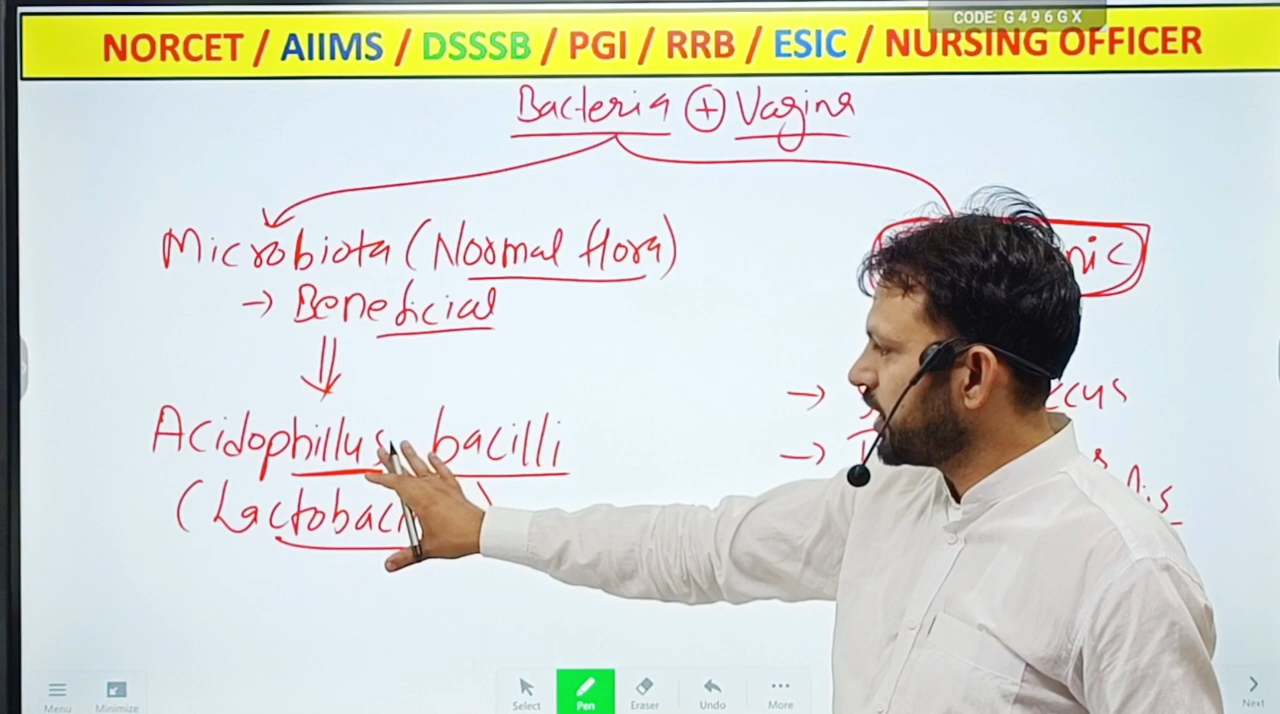 CODE: G496GX
NORCET / AIIMS / DSSSB / PGI / RRB / ESIC / NURSING OFFICER
Bacteria + Vagina
Microbiota (Normal flora)
→ Beneficial
Acidophillus bacilli
(Lactobac
Menu
Minimize
Select
Pen
Eraser
Undo
More
Next